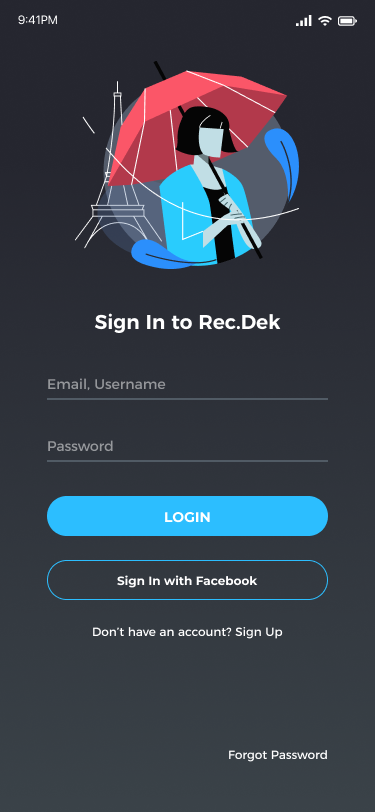 9:41PM
Sign In to Rec.Dek
Email, Username
Password
LOGIN
Sign In with Facebook
Don’t have an account? Sign Up
Forgot Password